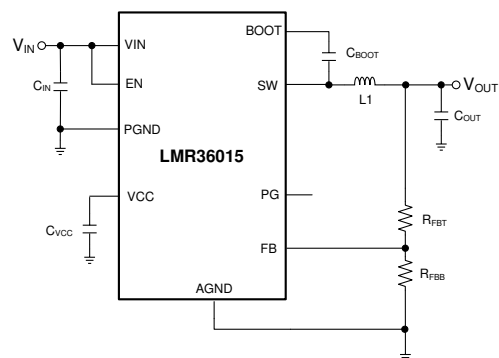 BOOT
VIN
VIN
CBOOT
CIN
EN
SW
VOUT
L1
COUT
PGND
LMR36015
VCC
PG
RFBT
CVCC
FB
RFBB
AGND